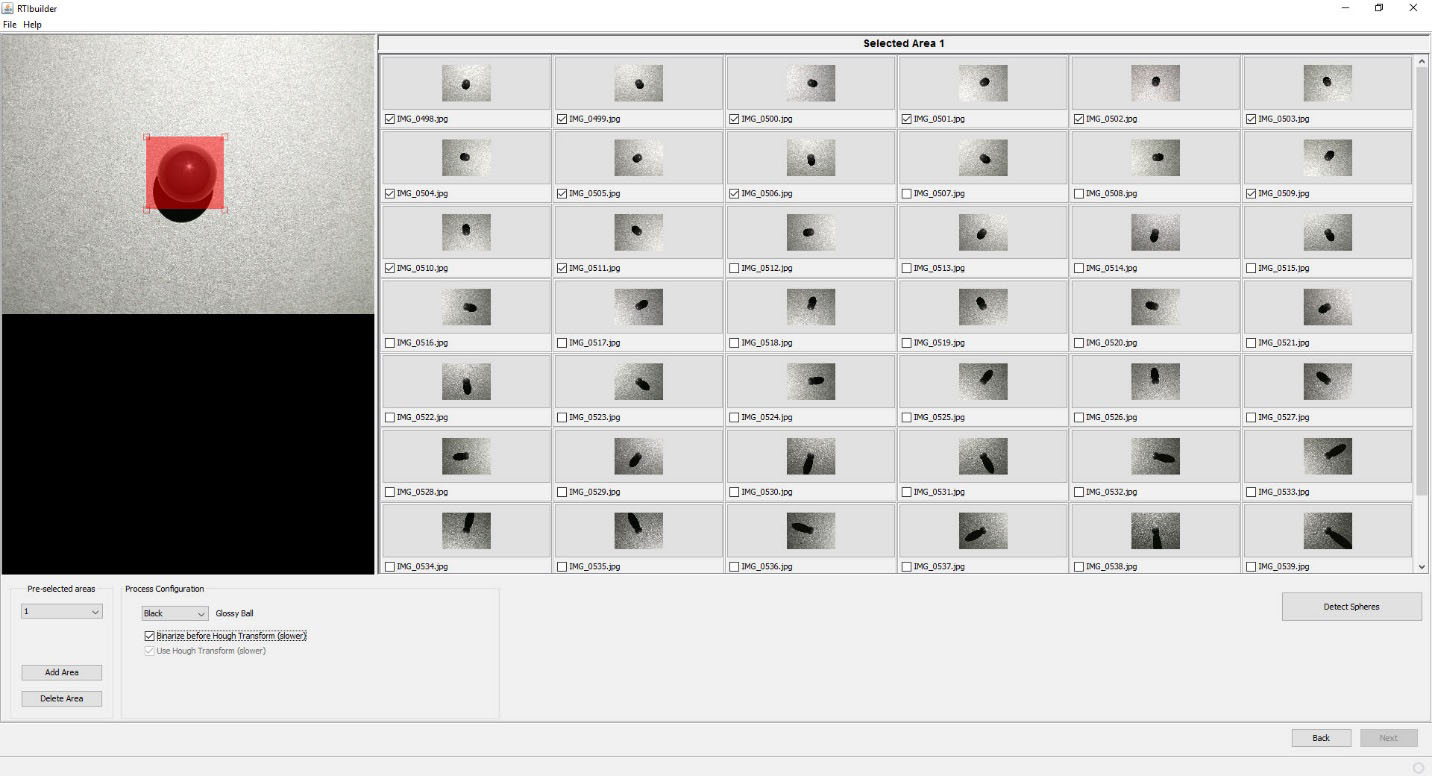 RTIbuilder
File Help
Selected Area 1
IMG_0498.jpg IMG_0499.jpg IMG_0500.jpg IMG_0501.jpg IMG_0502.jpg IMG_0503.jpg
IMG_0504.jpg IMG_0505.jpg IMG_0506.jpg IMG_0507.jpg IMG_0508.jpg IMG_0509.jpg
IMG_0510.jpg IMG_0511.jpg IMG_0512.jpg IMG_0513.jpg IMG_0514.jpg IMG_0515.jpg
IMG_0516.jpg IMG_0517.jpg IMG_0518.jpg IMG_0519.jpg IMG_0520.jpg IMG_0521.jpg
IMG_0522.jpg IMG_0523.jpg IMG_0524.jpg IMG_0525.jpg IMG_0526.jpg IMG_0527.jpg
IMG_0528.jpg IMG_0529.jpg IMG_0530.jpg IMG_0531.jpg IMG_0532.jpg IMG_0533.jpg
IMG_0534.jpg IMG_0535.jpg IMG_0536.jpg IMG_0537.jpg IMG_0538.jpg IMG_0539.jpg
Pre-selected areas
1
Add Area
Delete Area
Process Configuration
Black Glossy Ball
Binarize before Hough Transform (slower)
Use Hough Transform (slower)
Detect Spheres
Back Next